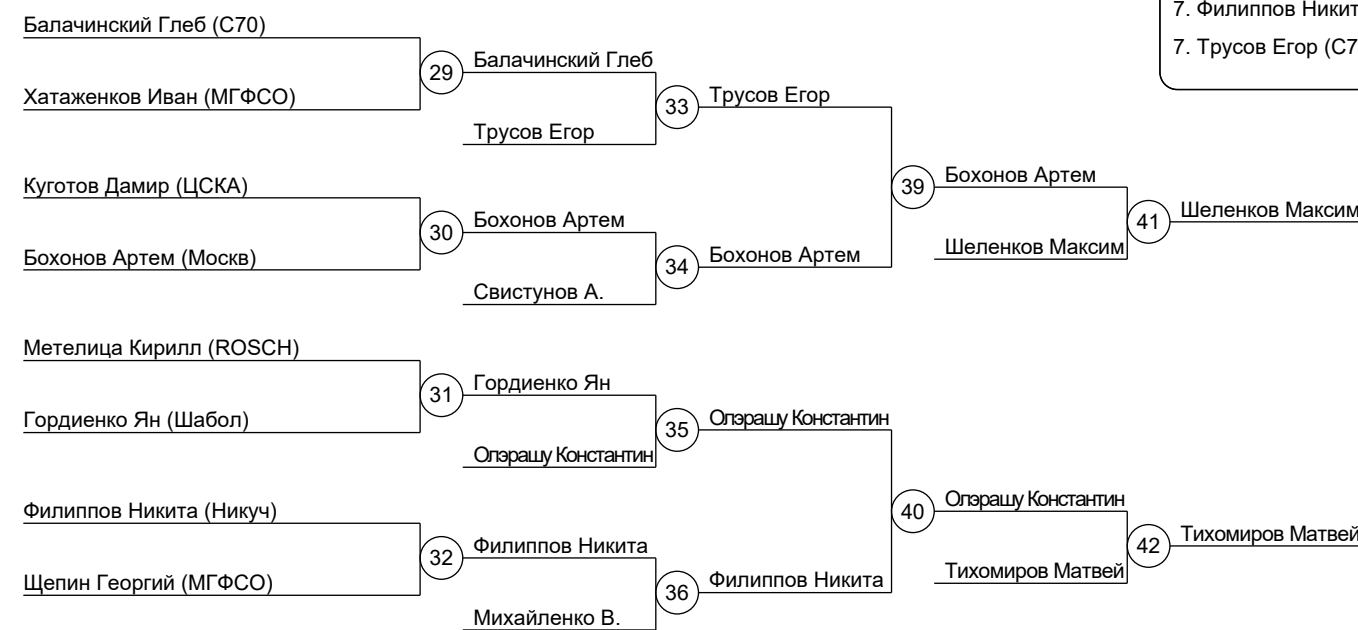 7. Филиппов Никит
7. Трусов Егор (С7
Балачинский Глеб (С70)
Хатаженков Иван (МГФСО)
Куготов Дамир (ЦСКА)
Бохонов Артем (Москв)
Метелица Кирилл (ROSCH)
Гордиенко Ян (Шабол)
Филиппов Никита (Никуч)
Щепин Георгий (МГФСО)
29
30
31
32
Балачинский Глеб
Трусов Егор
Бохонов Артем
Свистунов А.
Гордиенко Ян
Олэрашу Константин
Филиппов Никита
Михайленко В.
33
34
35
36
Трусов Егор
Бохонов Артем
Олэрашу Константин
Филиппов Никита
39
40
Бохонов Артем
Шеленков Максим
Олэрашу Константин
Тихомиров Матвей
41
42
Шеленков Максим
Тихомиров Матвей